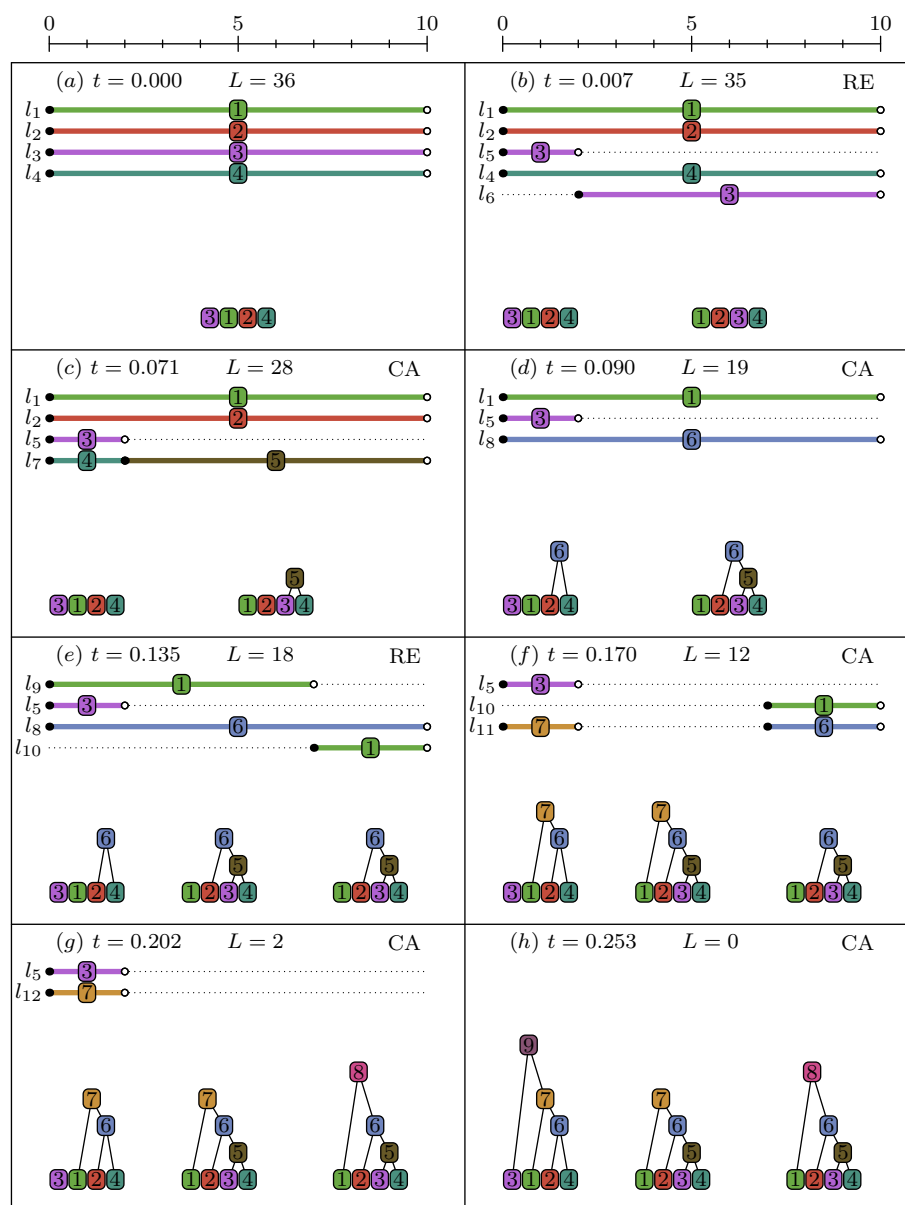 0 5 10 0 5 10
(a) t = 0.000 L = 36
l1 1
l2 2
l3 3
l4 4
3 1 2 4
(b) t = 0.007 L = 35 RE
l1 1
l2 2
l5 3
l4 4
l6 3
3 1 2 4 1 2 3 4
(c) t = 0.071 L = 28 CA
l1 1
l2 2
l5 3
l7 4 5
5
3 1 2 4 1 2 3 4
(d) t = 0.090 L = 19 CA
l1 1
l5 3
l8 6
6 6
5
3 1 2 4 1 2 3 4
(e) t = 0.135 L = 18 RE
l9 1
l5 3
l8 6
l10 1
6 6 6
5 5
3 1 2 4 1 2 3 4 1 2 3 4
(f) t = 0.170 L = 12 CA
l5 3
l10 1
l11 7 6
7 7
6 6 6
5 5
3 1 2 4 1 2 3 4 1 2 3 4
(g) t = 0.202 L = 2 CA
l5 3
l12 7
8
7 7
6 6 6
5 5
3 1 2 4 1 2 3 4 1 2 3 4
(h) t = 0.253 L = 0 CA
9
8
7 7
6 6 6
5 5
3 1 2 4 1 2 3 4 1 2 3 4